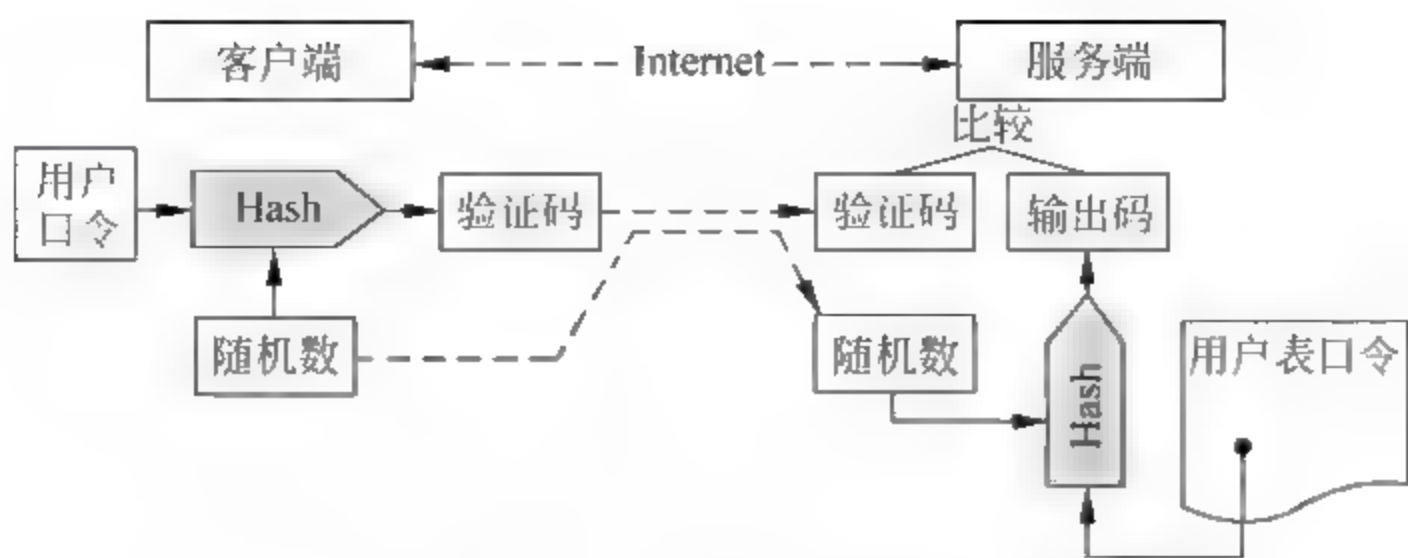 客户端
Internet
服务端
比较
用户
口令
Hash
验证码
验证码
输出码
随机数
随机数
Hash
用户表口令